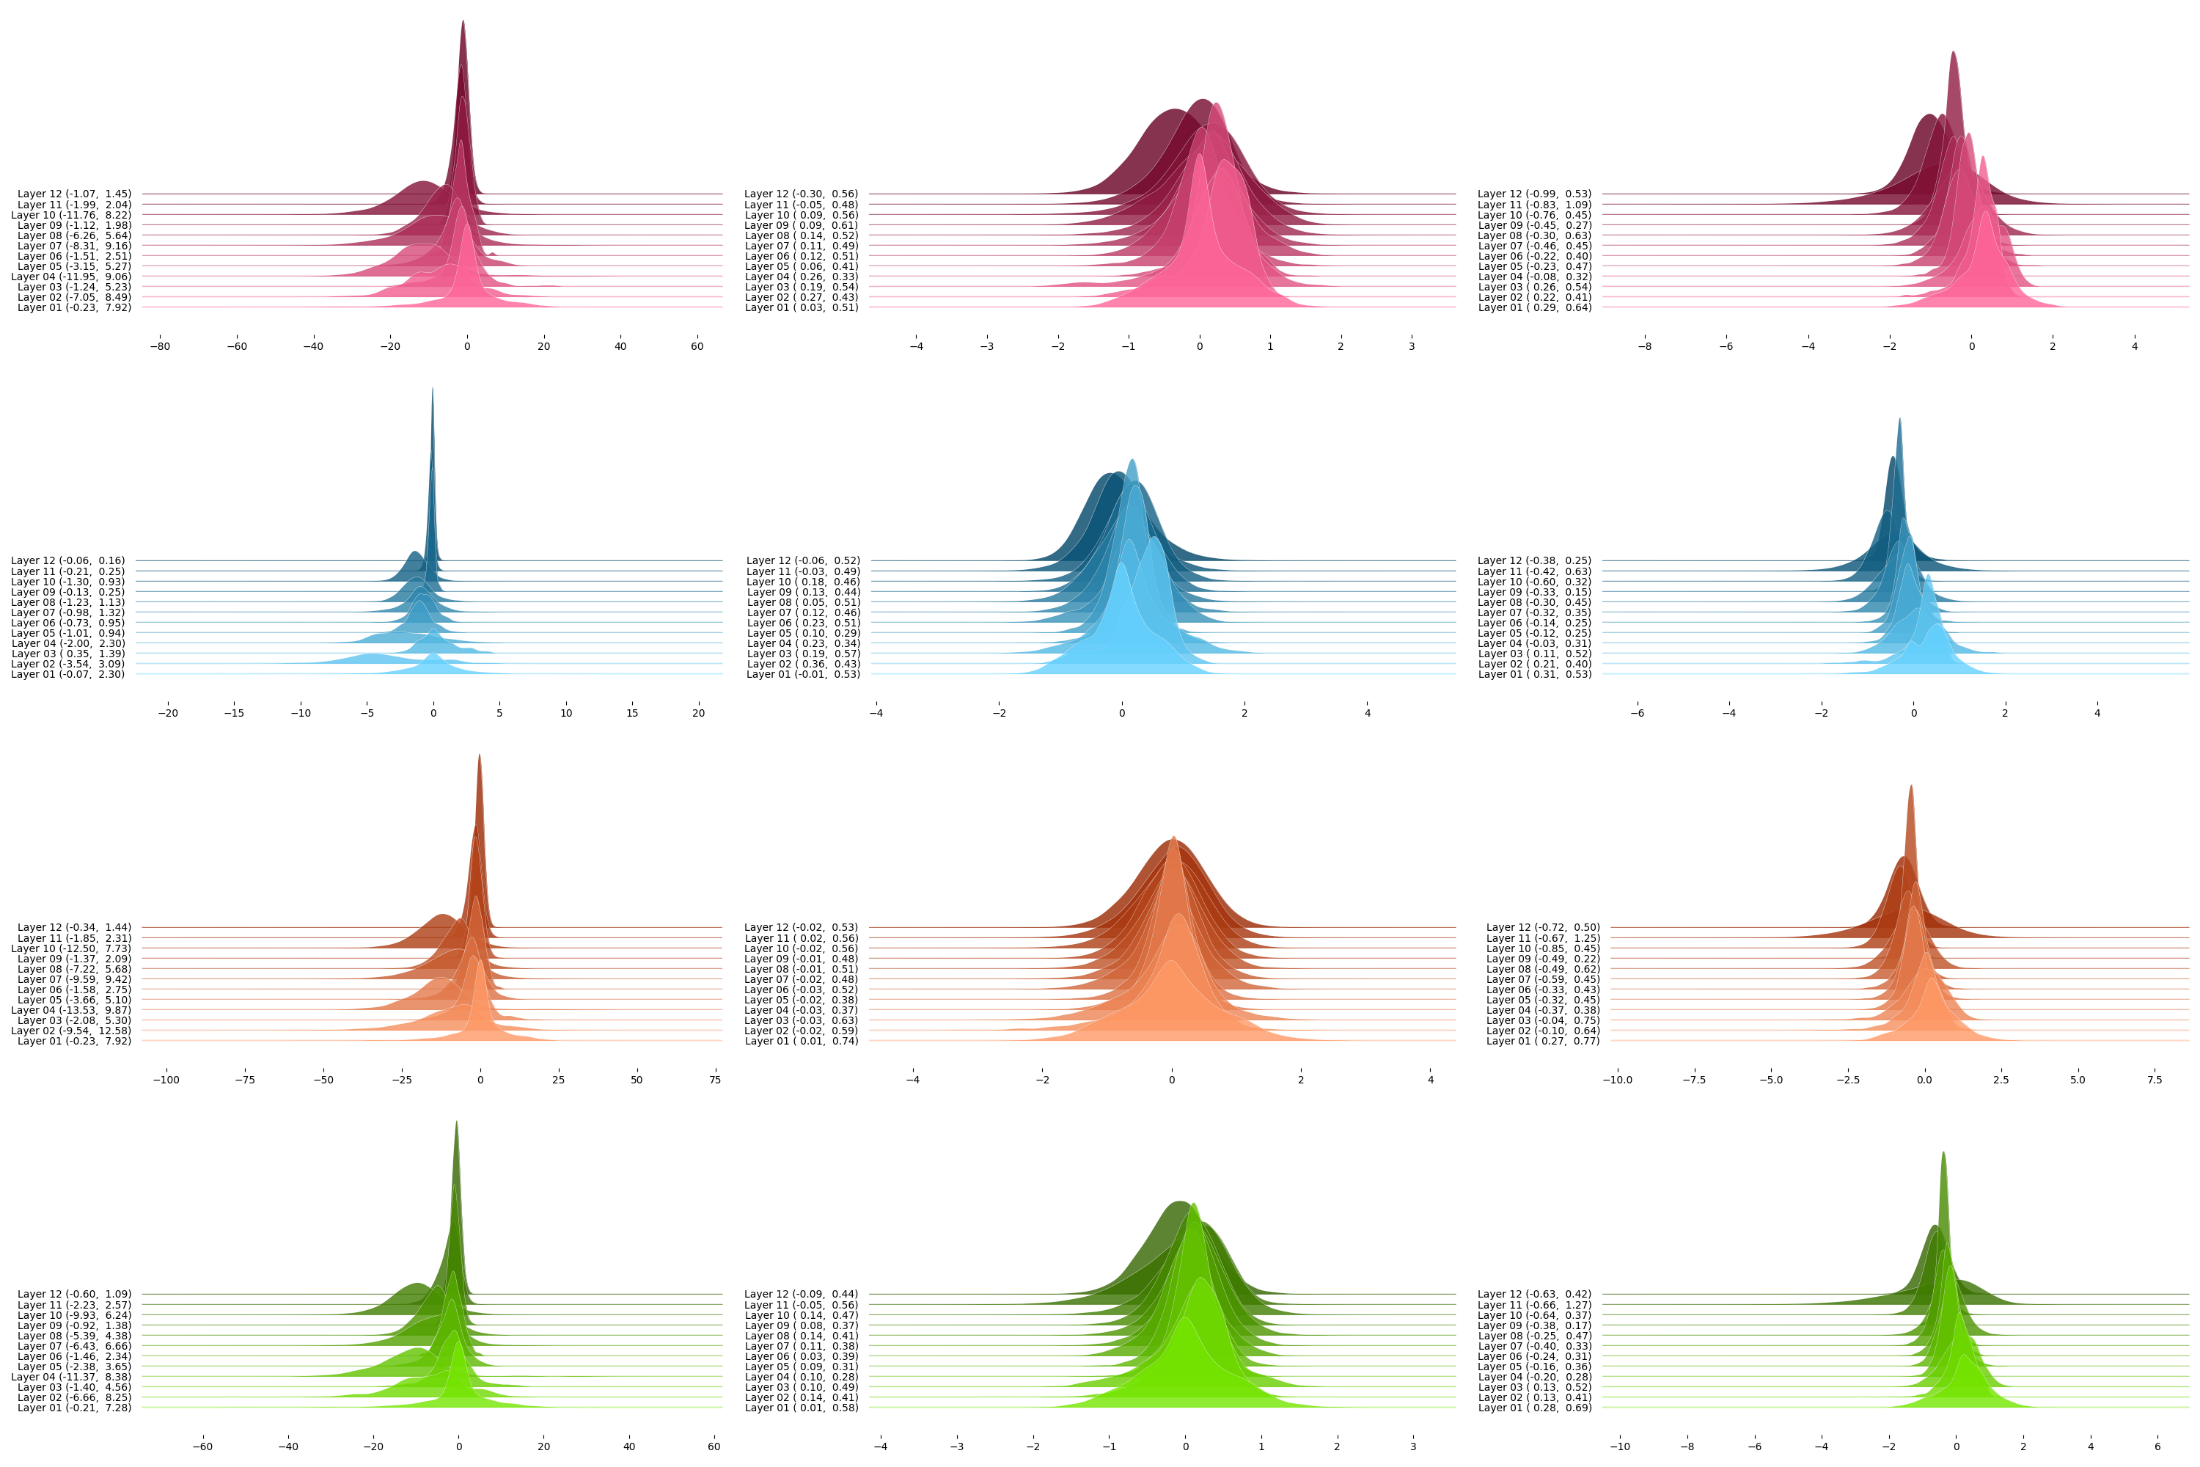 Layer 12 (-1.07,  1.45)
Layer 11 (-1.99,  2.04)
Layer 10 (-11.76,  8.22)
Layer 09 (-1.12,  1.98)
Layer 08 (-6.26,  5.64)
Layer 07 (-8.31,  9.16)
Layer 06 (-1.51,  2.51)
Layer 05 (-3.15,  5.27)
Layer 04 (-11.95,  9.06)
Layer 03 (-1.24,  5.23)
Layer 02 (-7.05,  8.49)
Layer 01 (-0.23,  7.92)
−80 −60 −40 −20 0 20 40 60
Layer 12 (-0.30,  0.56)
Layer 11 (-0.05,  0.48)
Layer 10 ( 0.09,  0.56)
Layer 09 ( 0.09,  0.61)
Layer 08 ( 0.14,  0.52)
Layer 07 ( 0.11,  0.49)
Layer 06 ( 0.12,  0.51)
Layer 05 ( 0.06,  0.41)
Layer 04 ( 0.26,  0.33)
Layer 03 ( 0.19,  0.54)
Layer 02 ( 0.27,  0.43)
Layer 01 ( 0.03,  0.51)
−4 −3 −2 −1 0 1 2 3
Layer 12 (-0.99,  0.53)
Layer 11 (-0.83,  1.09)
Layer 10 (-0.76,  0.45)
Layer 09 (-0.45,  0.27)
Layer 08 (-0.30,  0.63)
Layer 07 (-0.46,  0.45)
Layer 06 (-0.22,  0.40)
Layer 05 (-0.23,  0.47)
Layer 04 (-0.08,  0.32)
Layer 03 ( 0.26,  0.54)
Layer 02 ( 0.22,  0.41)
Layer 01 ( 0.29,  0.64)
−8 −6 −4 −2 0 2 4
Layer 12 (-0.06,  0.16)
Layer 11 (-0.21,  0.25)
Layer 10 (-1.30,  0.93)
Layer 09 (-0.13,  0.25)
Layer 08 (-1.23,  1.13)
Layer 07 (-0.98,  1.32)
Layer 06 (-0.73,  0.95)
Layer 05 (-1.01,  0.94)
Layer 04 (-2.00,  2.30)
Layer 03 ( 0.35,  1.39)
Layer 02 (-3.54,  3.09)
Layer 01 (-0.07,  2.30)
−20 −15 −10 −5 0 5 10 15 20
Layer 12 (-0.06,  0.52)
Layer 11 (-0.03,  0.49)
Layer 10 ( 0.18,  0.46)
Layer 09 ( 0.13,  0.44)
Layer 08 ( 0.05,  0.51)
Layer 07 ( 0.12,  0.46)
Layer 06 ( 0.23,  0.51)
Layer 05 ( 0.10,  0.29)
Layer 04 ( 0.23,  0.34)
Layer 03 ( 0.19,  0.57)
Layer 02 ( 0.36,  0.43)
Layer 01 (-0.01,  0.53)
−4 −2 0 2 4
Layer 12 (-0.38,  0.25)
Layer 11 (-0.42,  0.63)
Layer 10 (-0.60,  0.32)
Layer 09 (-0.33,  0.15)
Layer 08 (-0.30,  0.45)
Layer 07 (-0.32,  0.35)
Layer 06 (-0.14,  0.25)
Layer 05 (-0.12,  0.25)
Layer 04 (-0.03,  0.31)
Layer 03 ( 0.11,  0.52)
Layer 02 ( 0.21,  0.40)
Layer 01 ( 0.31,  0.53)
−6 −4 −2 0 2 4
Layer 12 (-0.34,  1.44)
Layer 11 (-1.85,  2.31)
Layer 10 (-12.50,  7.73)
Layer 09 (-1.37,  2.09)
Layer 08 (-7.22,  5.68)
Layer 07 (-9.59,  9.42)
Layer 06 (-1.58,  2.75)
Layer 05 (-3.66,  5.10)
Layer 04 (-13.53,  9.87)
Layer 03 (-2.08,  5.30)
Layer 02 (-9.54,  12.58)
Layer 01 (-0.23,  7.92)
−100 −75 −50 −25 0 25 50 75
Layer 12 (-0.02,  0.53)
Layer 11 ( 0.02,  0.56)
Layer 10 (-0.02,  0.56)
Layer 09 (-0.01,  0.48)
Layer 08 (-0.01,  0.51)
Layer 07 (-0.02,  0.48)
Layer 06 (-0.03,  0.52)
Layer 05 (-0.02,  0.38)
Layer 04 (-0.03,  0.37)
Layer 03 (-0.03,  0.63)
Layer 02 (-0.02,  0.59)
Layer 01 ( 0.01,  0.74)
−4 −2 0 2 4
Layer 12 (-0.72,  0.50)
Layer 11 (-0.67,  1.25)
Layer 10 (-0.85,  0.45)
Layer 09 (-0.49,  0.22)
Layer 08 (-0.49,  0.62)
Layer 07 (-0.59,  0.45)
Layer 06 (-0.33,  0.43)
Layer 05 (-0.32,  0.45)
Layer 04 (-0.37,  0.38)
Layer 03 (-0.04,  0.75)
Layer 02 (-0.10,  0.64)
Layer 01 ( 0.27,  0.77)
−10.0 −7.5 −5.0 −2.5 0.0 2.5 5.0 7.5
Layer 12 (-0.60,  1.09)
Layer 11 (-2.23,  2.57)
Layer 10 (-9.93,  6.24)
Layer 09 (-0.92,  1.38)
Layer 08 (-5.39,  4.38)
Layer 07 (-6.43,  6.66)
Layer 06 (-1.46,  2.34)
Layer 05 (-2.38,  3.65)
Layer 04 (-11.37,  8.38)
Layer 03 (-1.40,  4.56)
Layer 02 (-6.66,  8.25)
Layer 01 (-0.21,  7.28)
−60 −40 −20 0 20 40 60
Layer 12 (-0.09,  0.44)
Layer 11 (-0.05,  0.56)
Layer 10 ( 0.14,  0.47)
Layer 09 ( 0.08,  0.37)
Layer 08 ( 0.14,  0.41)
Layer 07 ( 0.11,  0.38)
Layer 06 ( 0.03,  0.39)
Layer 05 ( 0.09,  0.31)
Layer 04 ( 0.10,  0.28)
Layer 03 ( 0.10,  0.49)
Layer 02 ( 0.14,  0.41)
Layer 01 ( 0.01,  0.58)
−4 −3 −2 −1 0 1 2 3
Layer 12 (-0.63,  0.42)
Layer 11 (-0.66,  1.27)
Layer 10 (-0.64,  0.37)
Layer 09 (-0.38,  0.17)
Layer 08 (-0.25,  0.47)
Layer 07 (-0.40,  0.33)
Layer 06 (-0.24,  0.31)
Layer 05 (-0.16,  0.36)
Layer 04 (-0.20,  0.28)
Layer 03 ( 0.13,  0.52)
Layer 02 ( 0.13,  0.41)
Layer 01 ( 0.28,  0.69)
−10 −8 −6 −4 −2 0 2 4 6